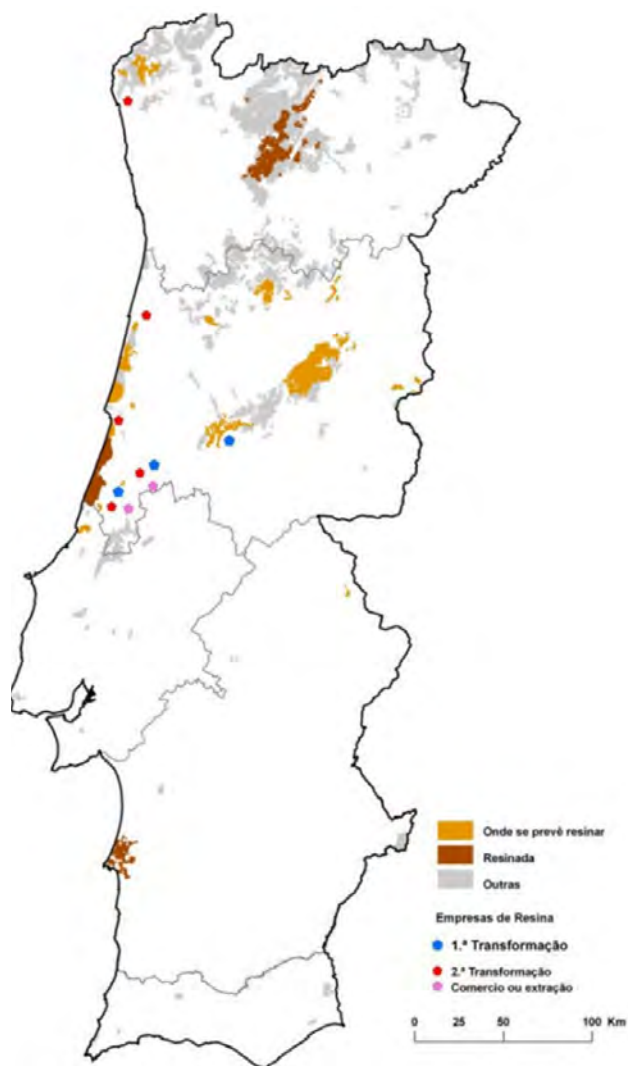 Onde se prevê resinar
Resinada
Outras
Empresas de Resina
1.ª Transformação
2.ª Transformação
Comercio ou extração
0 25 50 100 Km